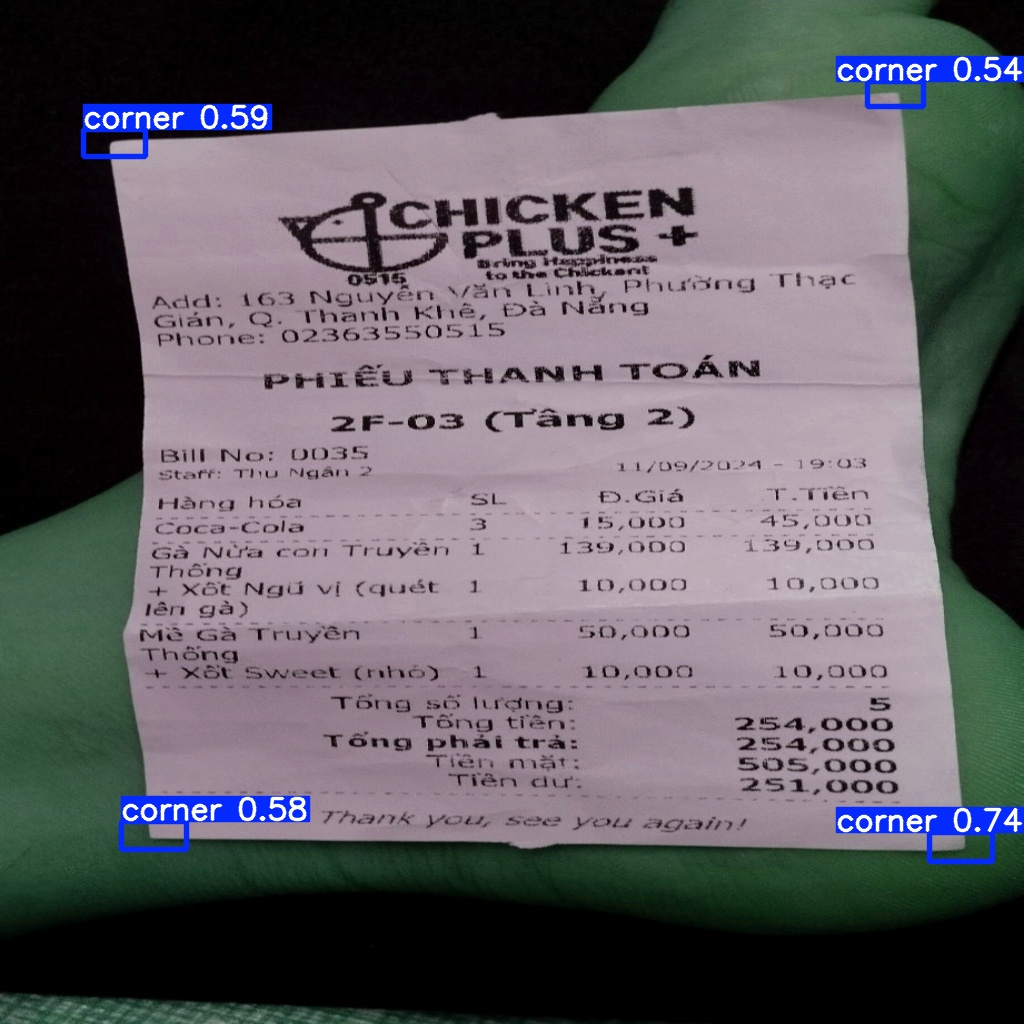 corner 0.54
corner 0.59
CHICKEN
PLUS +
Bring Happiness
to the Chicken!
0515
Add: 163 Nguyễn Văn Linh, Phường Thạc
Gián, Q. Thanh Khê, Đà Nẵng
Phone: 02363550515
PHIẾU THANH TOÁN
2F-03 (Tầng 2)
Bill No: 0035
Staff: Thu Ngân 2 11/09/2024 - 19:03
Hàng hóa SL Đ.Giá T.Tiền
Coca-Cola 3 15,000 45,000
Gà Nửa con Truyền 1 139,000 139,000
Thống
+ Xốt Ngũ vị (quét 1 10,000 10,000
lên gà)
Mề Gà Truyền 1 50,000 50,000
Thống
+ Xốt Sweet (nhỏ) 1 10,000 10,000
Tổng số lượng: 5
Tổng tiền: 254,000
Tổng phải trả: 254,000
Tiền mặt: 505,000
Tiền dư: 251,000
Thank you, see you again!
corner 0.58
corner 0.74